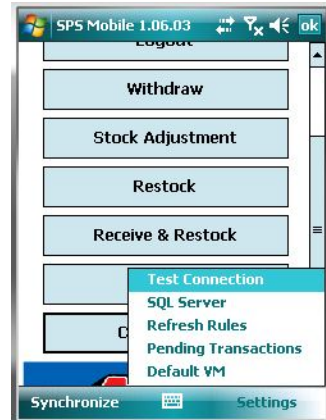 SPS Mobile 1.06.03 ok
Logout
Withdraw
Stock Adjustment
Restock
Receive & Restock
Test Connection
SQL Server
Refresh Rules
Pending Transactions
C
Default VM
Synchronize Settings